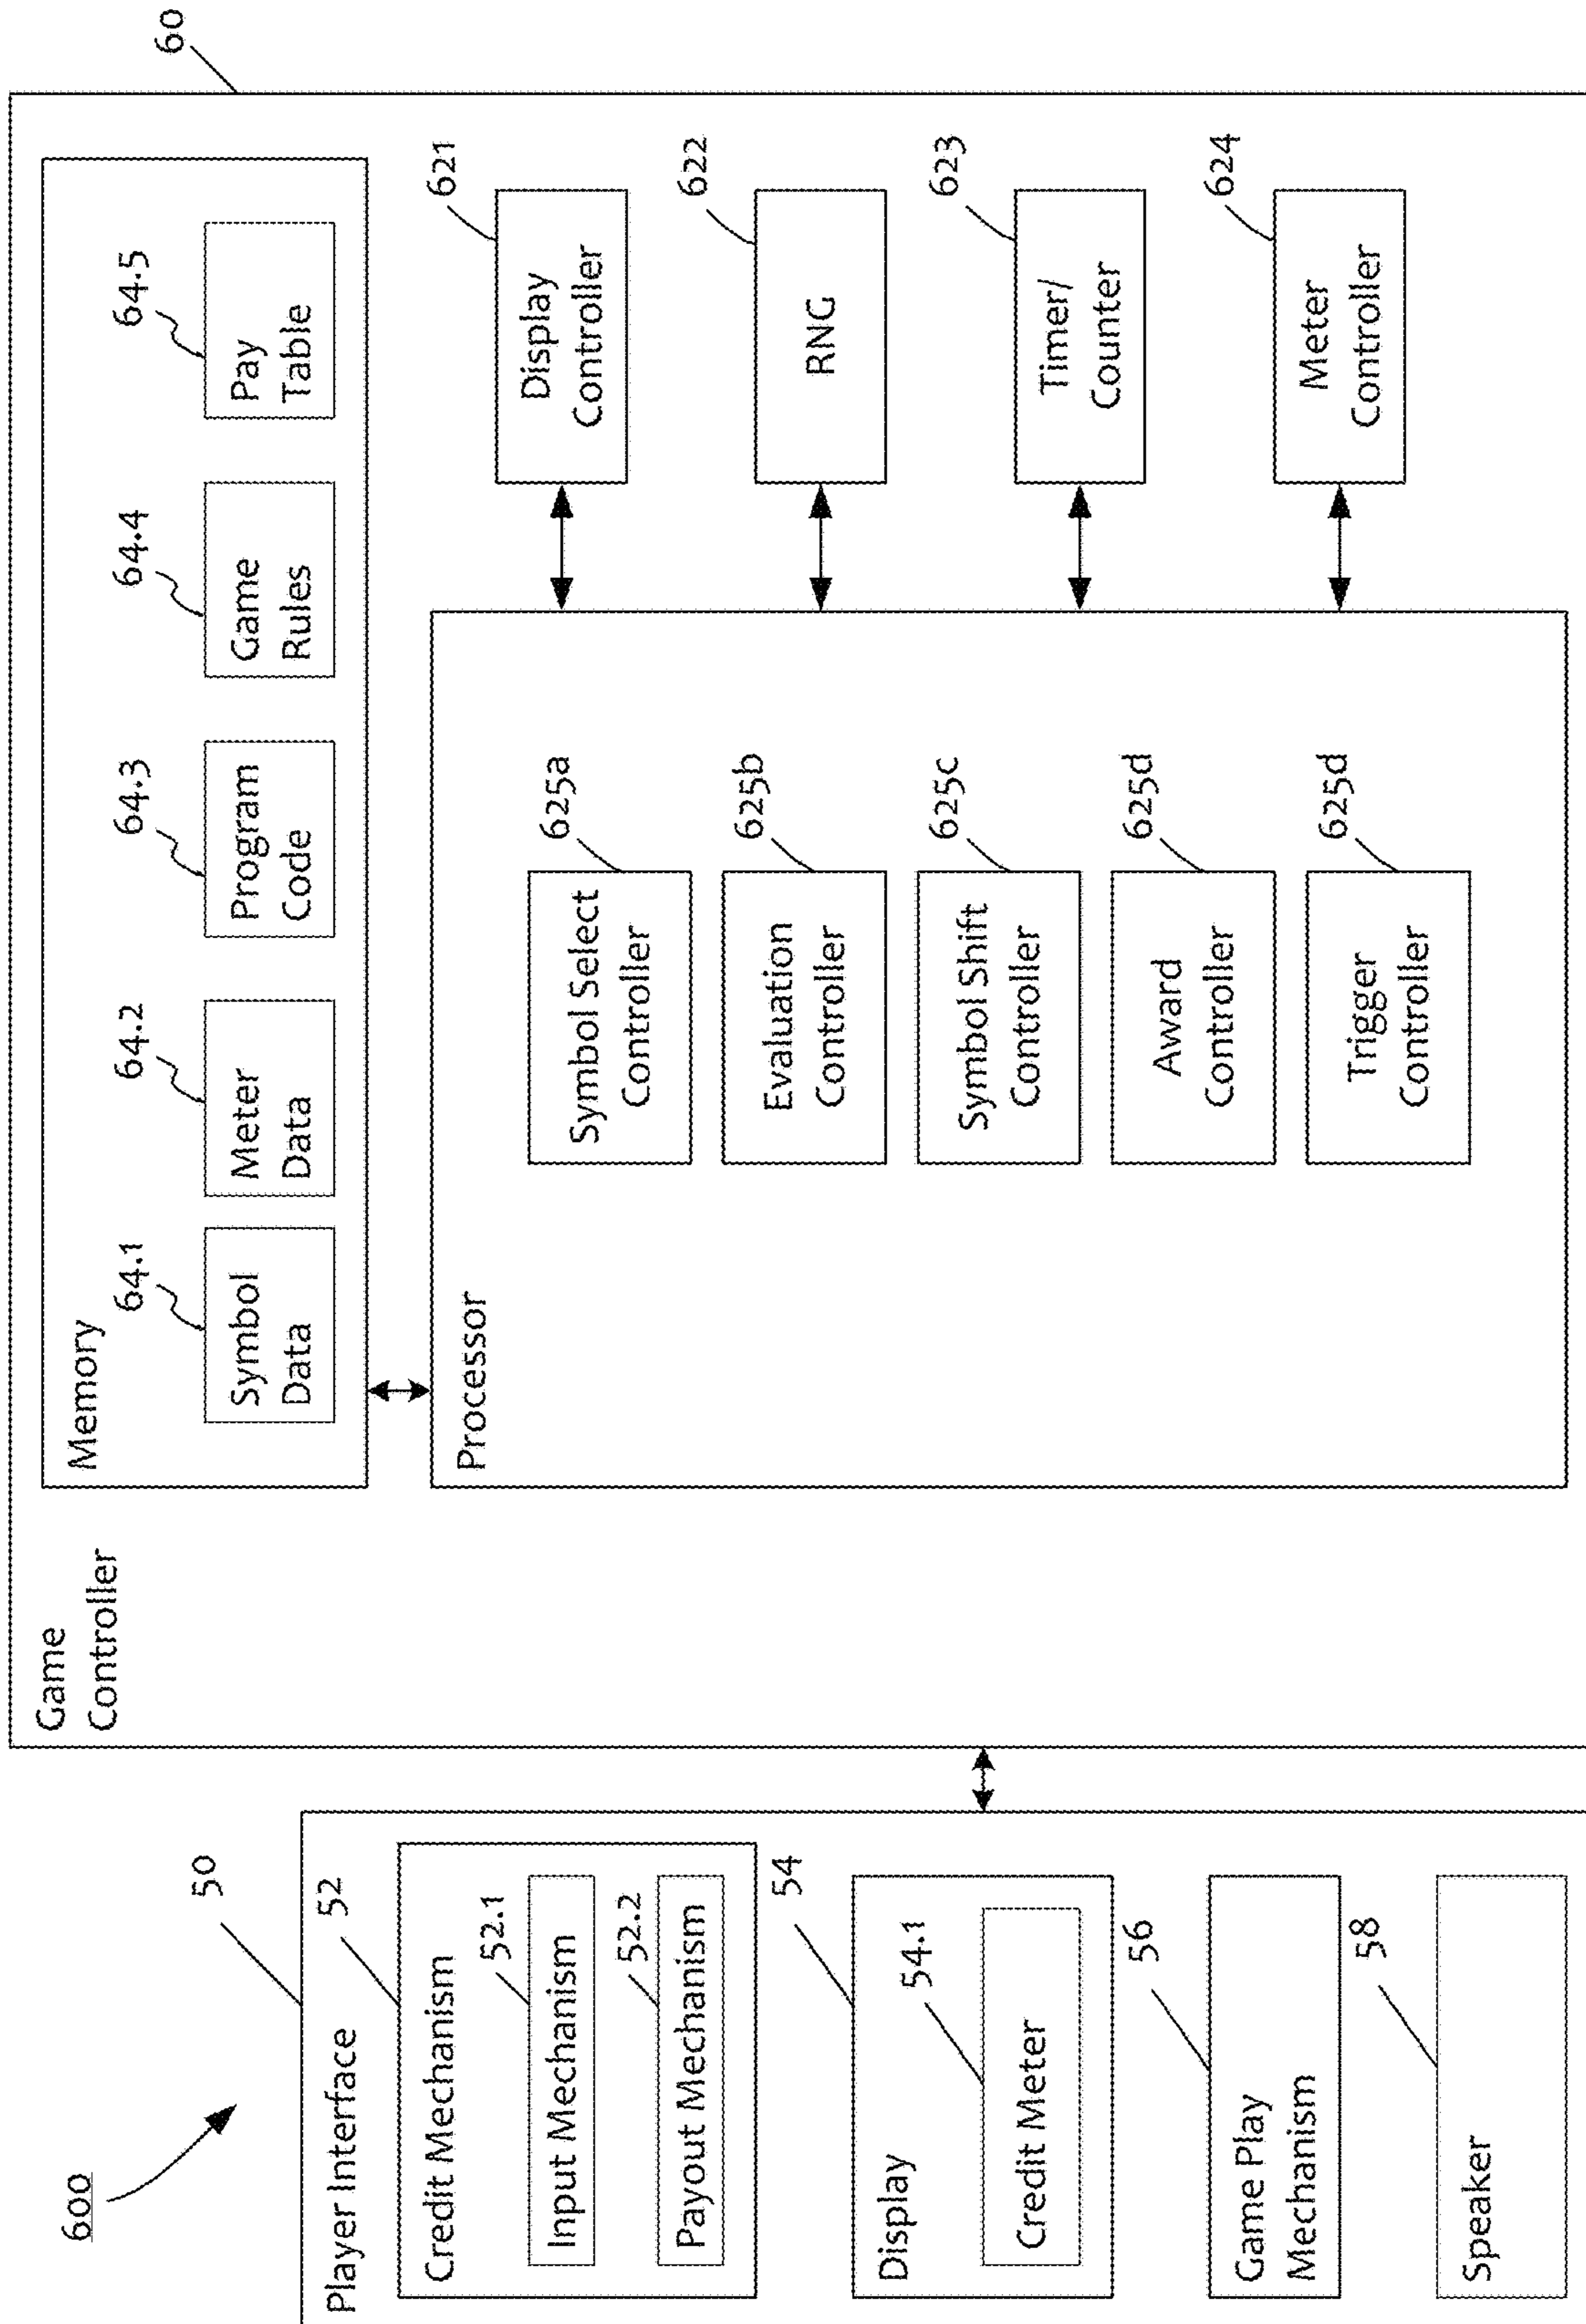 600
50
Player Interface
52
Credit Mechanism
52.1
Input Mechanism
52.2
Payout Mechanism
54
Display
54.1
Credit Meter
56
Game Play
Mechanism
58
Speaker
60
Game
Controller
Memory
64.1
Symbol
Data
64.2
Meter
Data
64.3
Program
Code
64.4
Game
Rules
64.5
Pay
Table
Processor
625a
Symbol Select
Controller
625b
Evaluation
Controller
625c
Symbol Shift
Controller
625d
Award
Controller
625d
Trigger
Controller
621
Display
Controller
622
RNG
623
Timer/
Counter
624
Meter
Controller